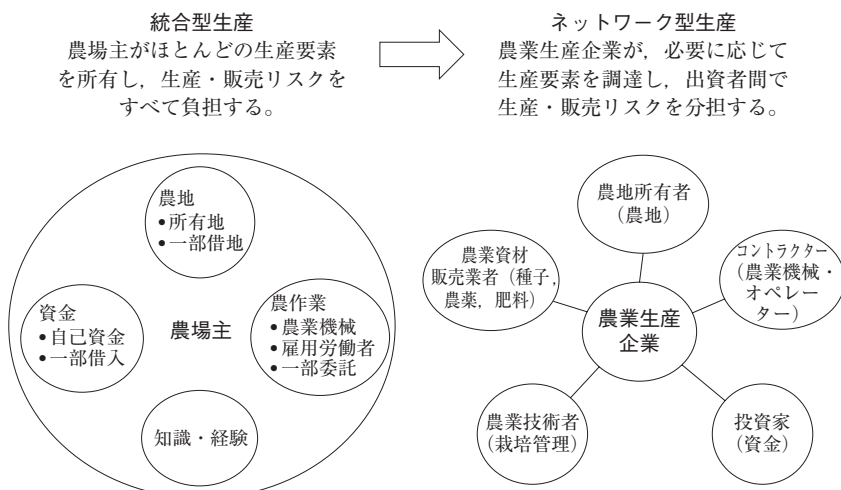 統合型生産
農場主がほとんどの生産要素
を所有し，生産・販売リスクを
すべて負担する。
ネットワーク型生産
農業生産企業が，必要に応じて
生産要素を調達し，出資者間で
生産・販売リスクを分担する。
農地
•所有地
•一部借地
資金
•自己資金
•一部借入
農場主
農作業
•農業機械
•雇用労働者
•一部委託
知識・経験
農地所有者
（農地）
農業資材
販売業者（種子，
農薬，肥料）
コントラクター
（農業機械・
オペレー
ター）
農業生産
企業
農業技術者
（栽培管理）
投資家
（資金）